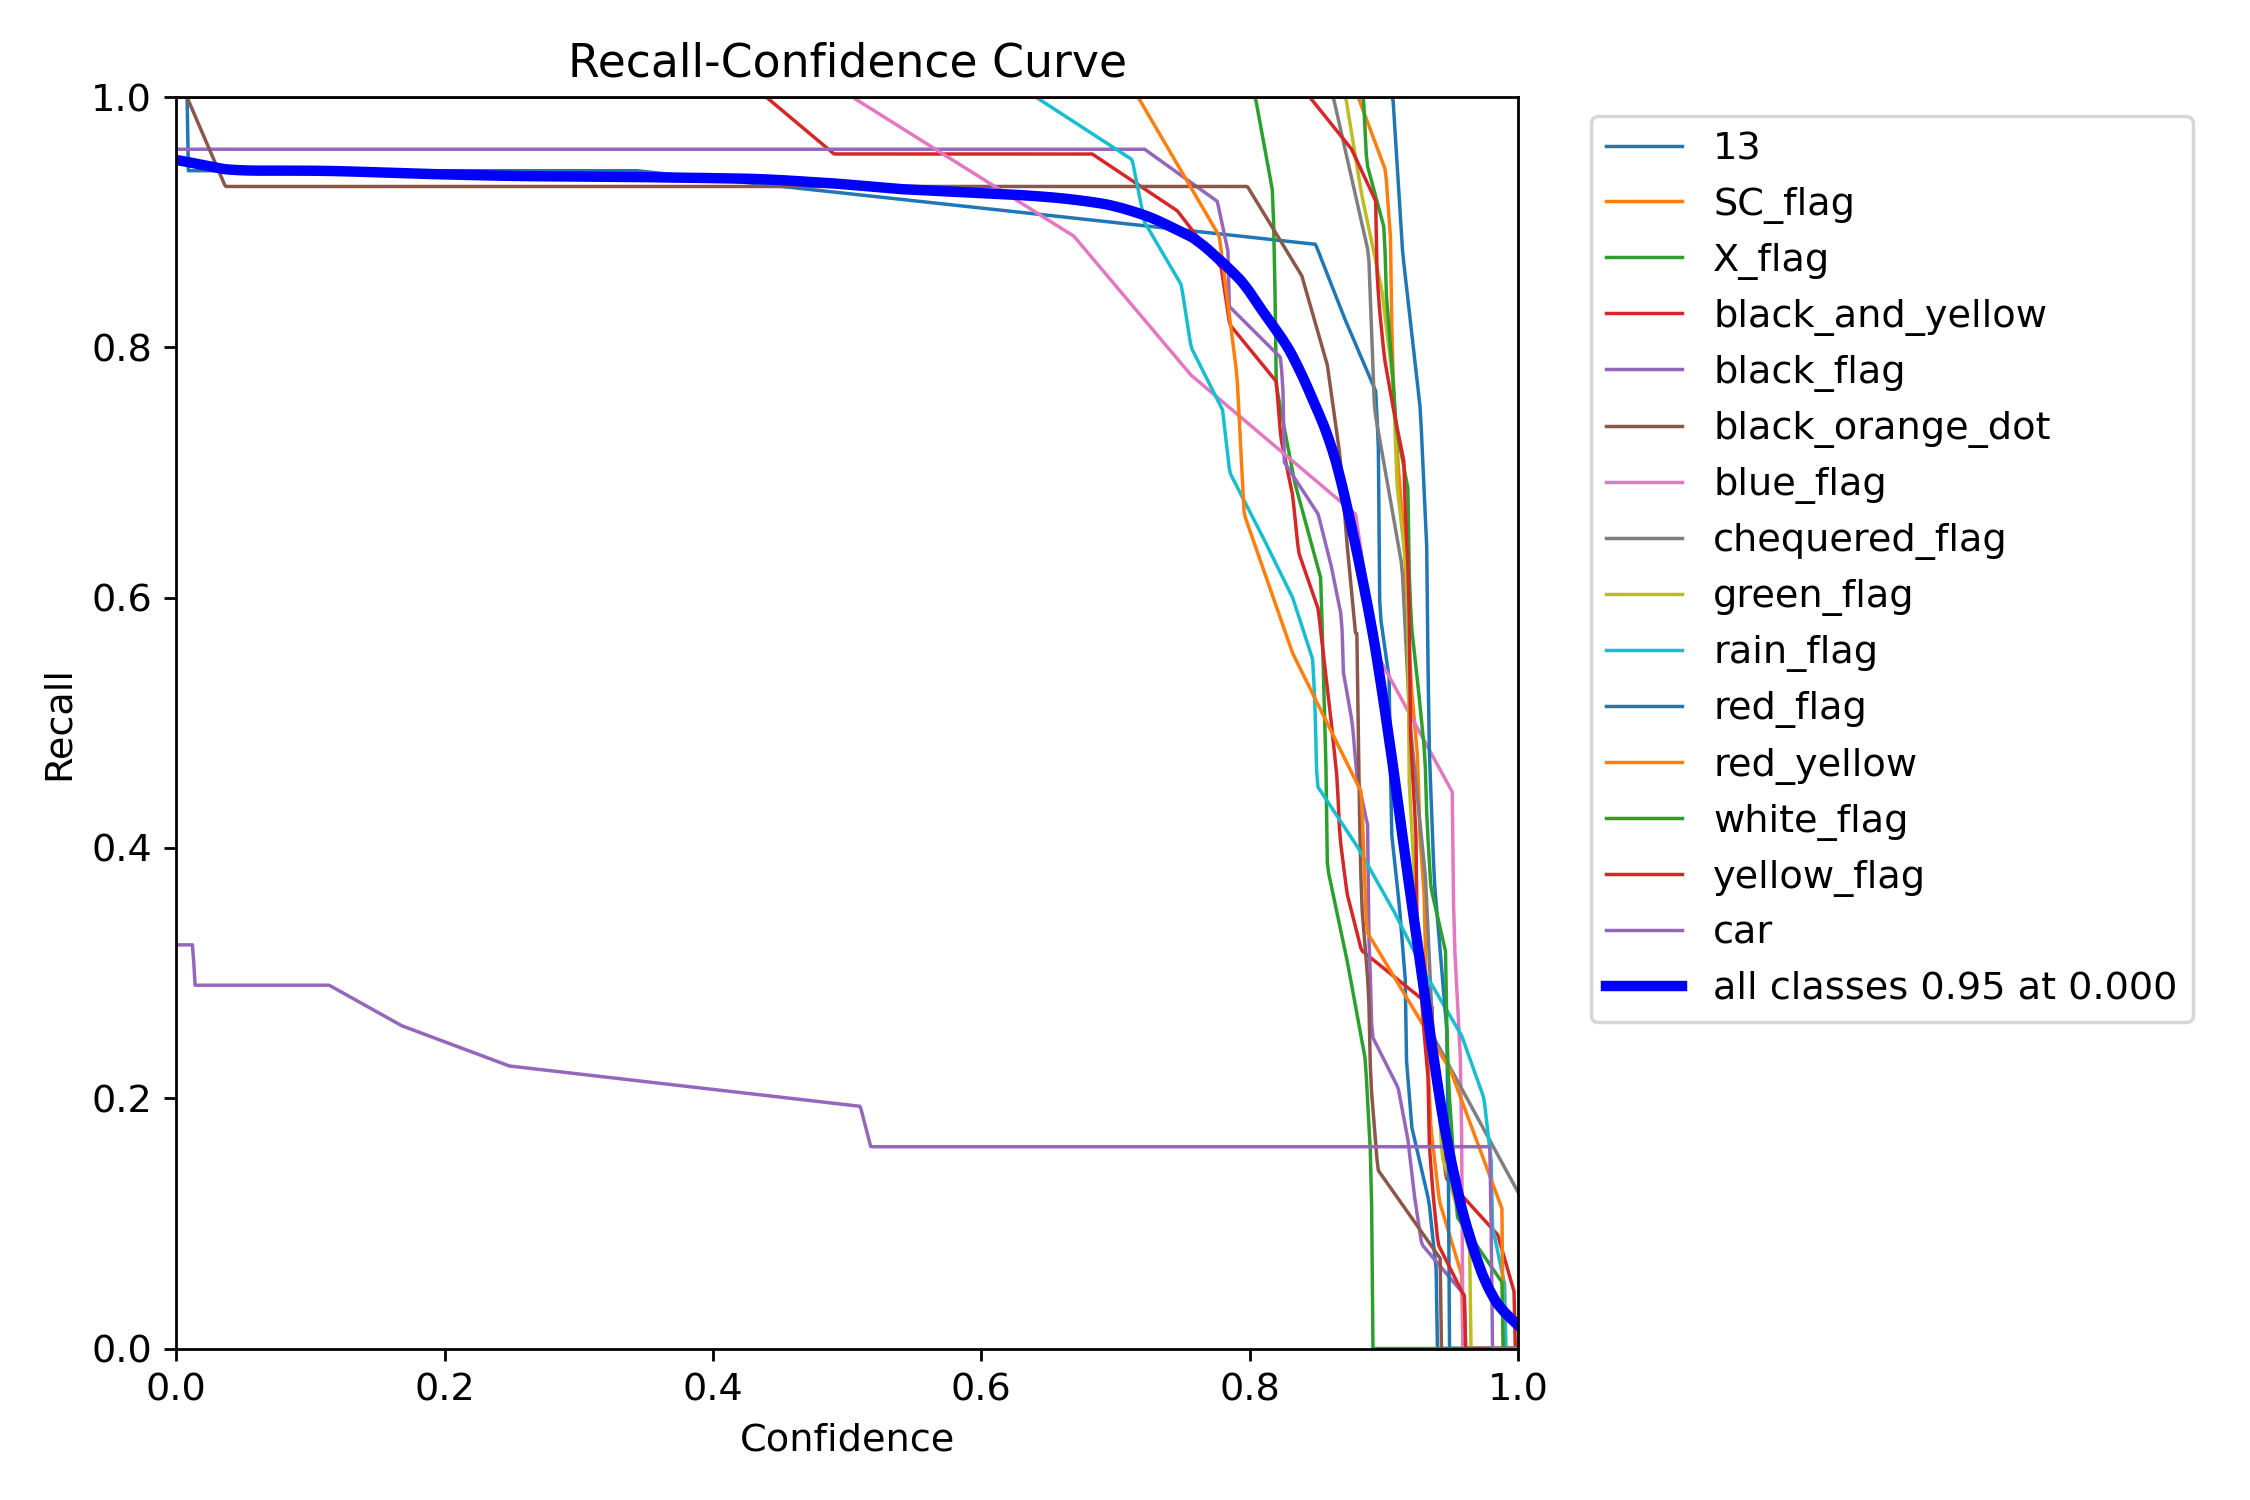 Recall-Confidence Curve
1.0
0.8
0.6
0.4
0.2
0.0
Recall
0.0 0.2 0.4 0.6 0.8 1.0
Confidence
13
SC_flag
X_flag
black_and_yellow
black_flag
black_orange_dot
blue_flag
chequered_flag
green_flag
rain_flag
red_flag
red_yellow
white_flag
yellow_flag
car
all classes 0.95 at 0.000